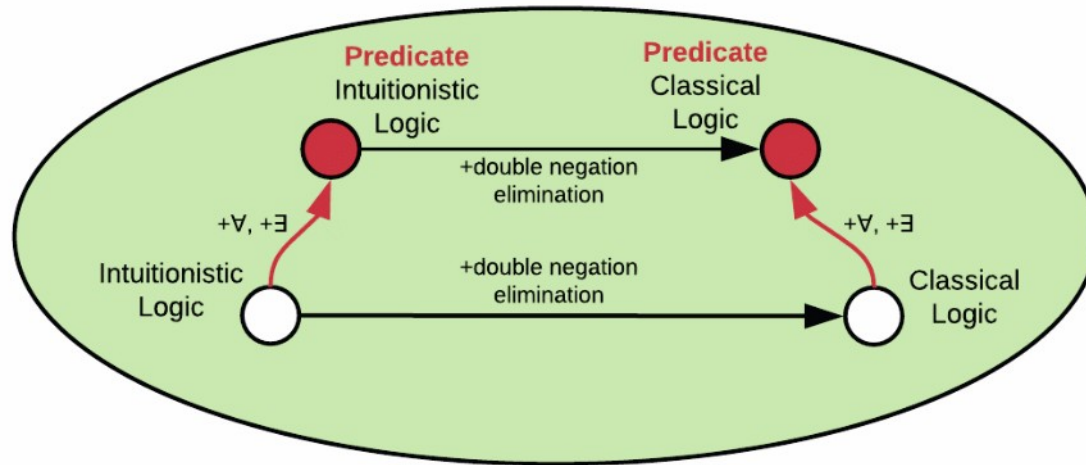 Predicate
Intuitionistic
Logic
Predicate
Classical
Logic
+double negation
elimination
+∀, +∃
+∀, +∃
Intuitionistic
Logic
+double negation
elimination
Classical
Logic